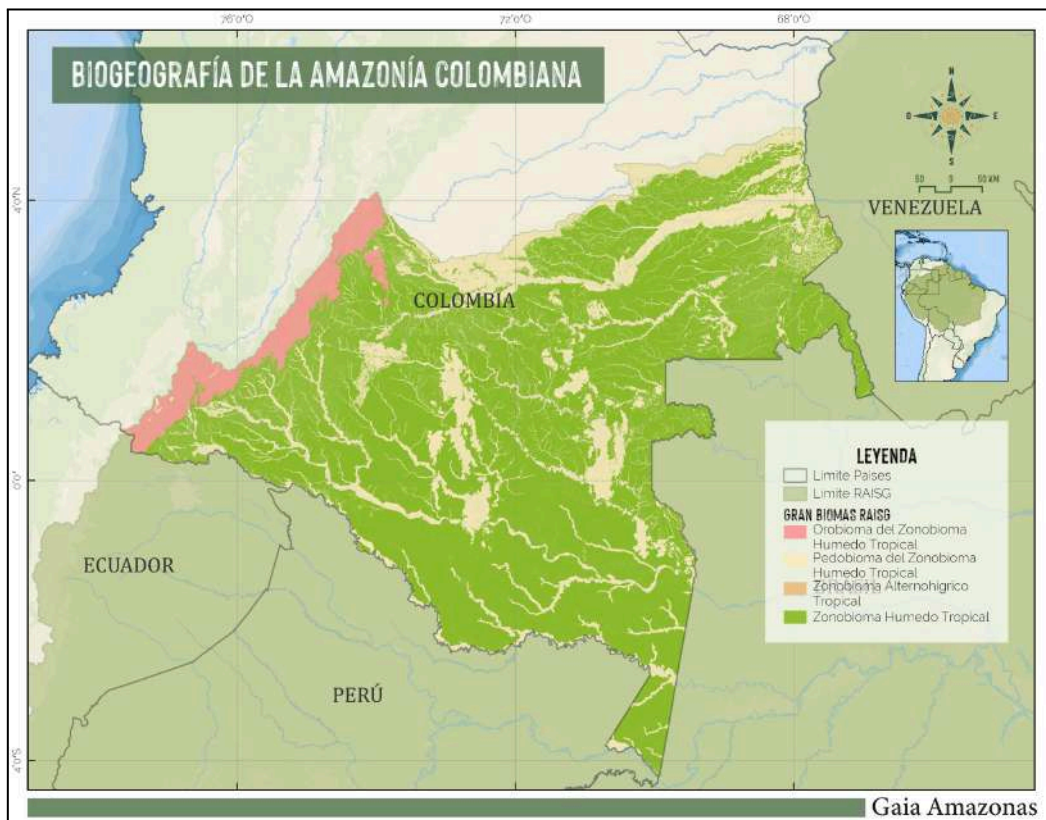 76°0'O 72°0'O 68°0'O
BIOGEOGRAFÍA DE LA AMAZONÍA COLOMBIANA
N
O E
S
50 0 50 KM
4°0'N
VENEZUELA
COLOMBIA
LEYENDA
Limite Paises
Limite RAISG
GRAN BIOMAS RAISG
Orobioma del Zonobioma
Humedo Tropical
Pedobioma del Zonobioma
Humedo Tropical
Zonobioma Alternohigrico
Tropical
Zonobioma Humedo Tropical
0°0'
ECUADOR
PERÚ
4°0'S
Gaia Amazonas